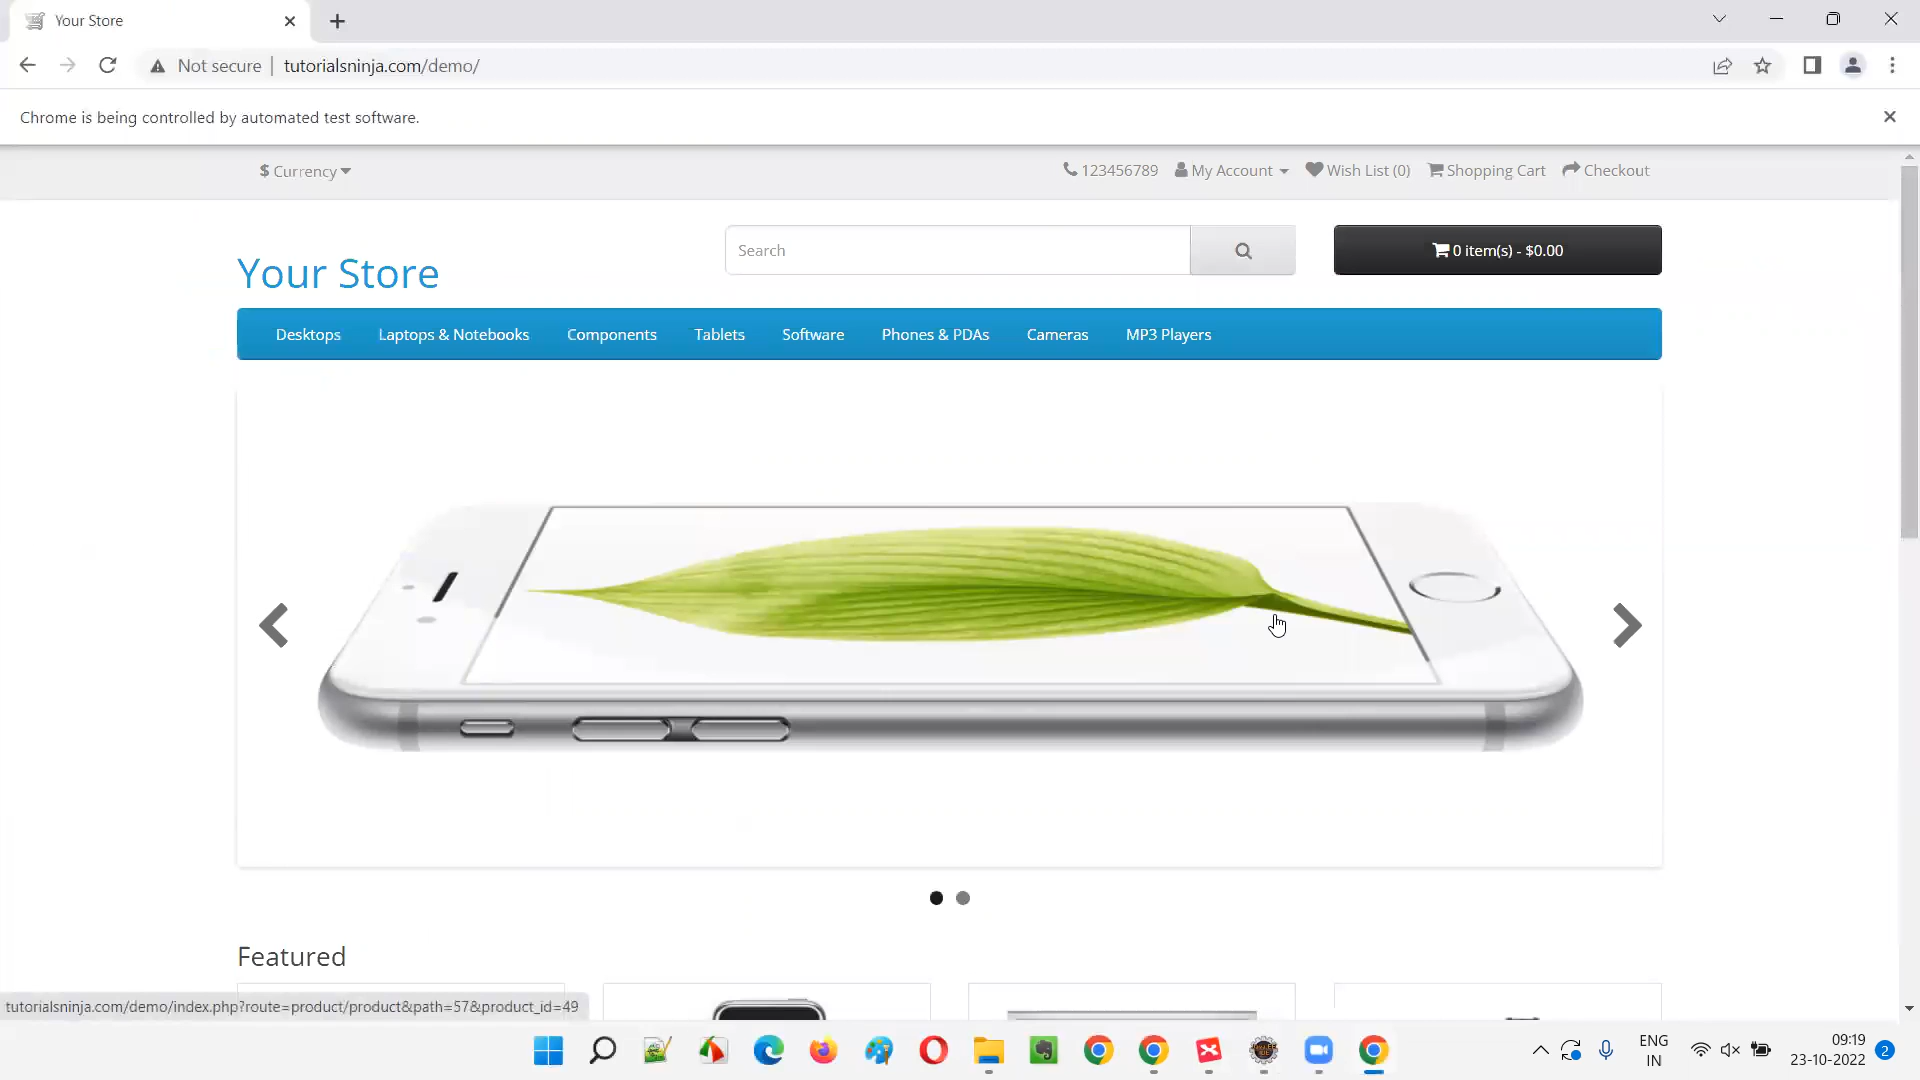 Your Store
Not secure | tutorialsninja.com/demo/
Chrome is being controlled by automated test software.
$ Currency
123456789 My Account Wish List (0) Shopping Cart Checkout
Your Store
Search
0 item(s) - $0.00
Desktops Laptops & Notebooks Components Tablets Software Phones & PDAs Cameras MP3 Players
Featured
tutorialsninja.com/demo/index.php?route=product/product&path=57&product_id=49
ENG
IN
09:19
23-10-2022
2